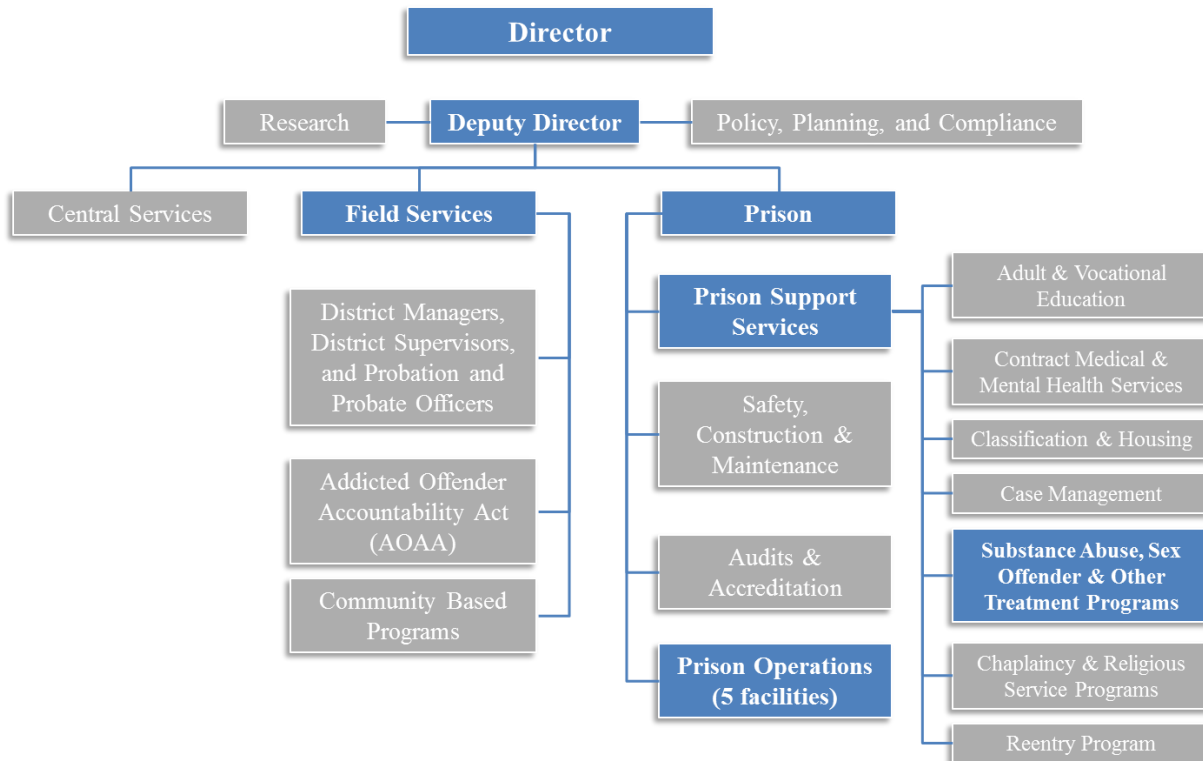 Director
Research
Deputy Director
Policy, Planning, and Compliance
Central Services
Field Services
Prison
District Managers,
District Supervisors,
and Probation and
Probate Officers
Addicted Offender
Accountability Act
(AOAA)
Community Based
Programs
Prison Support
Services
Safety,
Construction &
Maintenance
Audits &
Accreditation
Prison Operations
(5 facilities)
Adult & Vocational
Education
Contract Medical &
Mental Health Services
Classification & Housing
Case Management
Substance Abuse, Sex
Offender & Other
Treatment Programs
Chaplaincy & Religious
Service Programs
Reentry Program